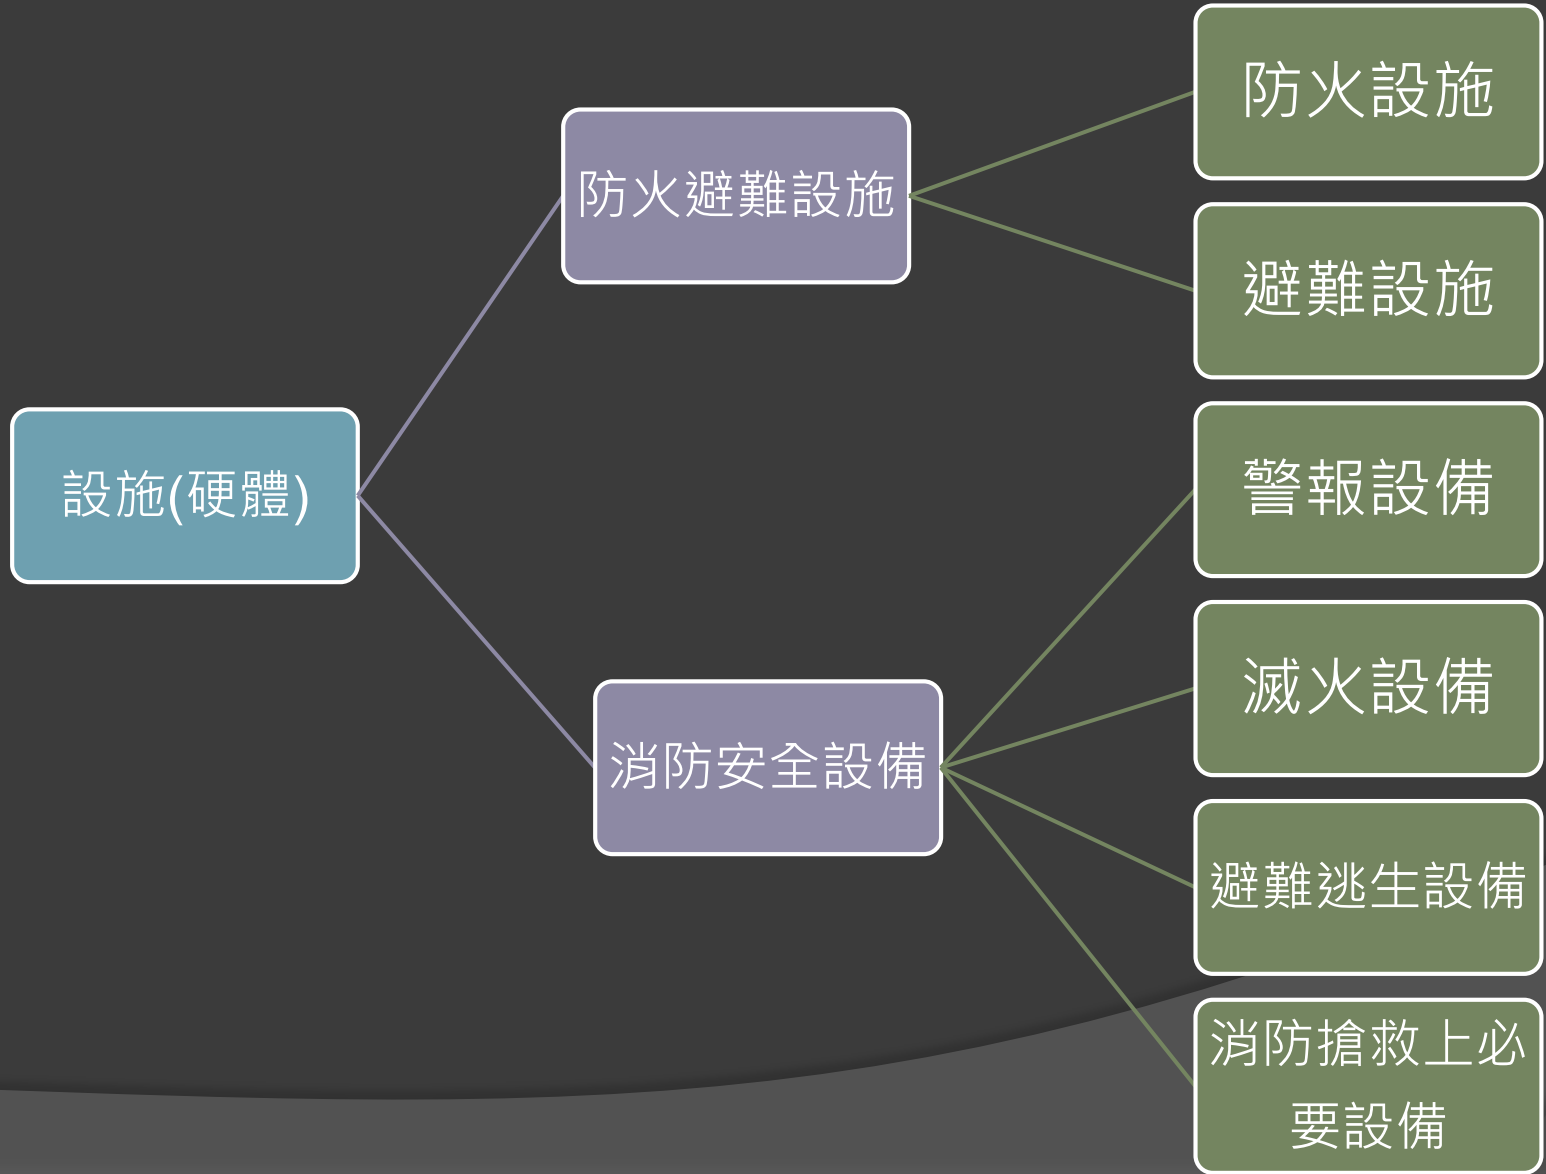 設施(硬體)
防火避難設施
防火設施
避難設施
消防安全設備
警報設備
滅火設備
避難逃生設備
消防搶救上必
要設備